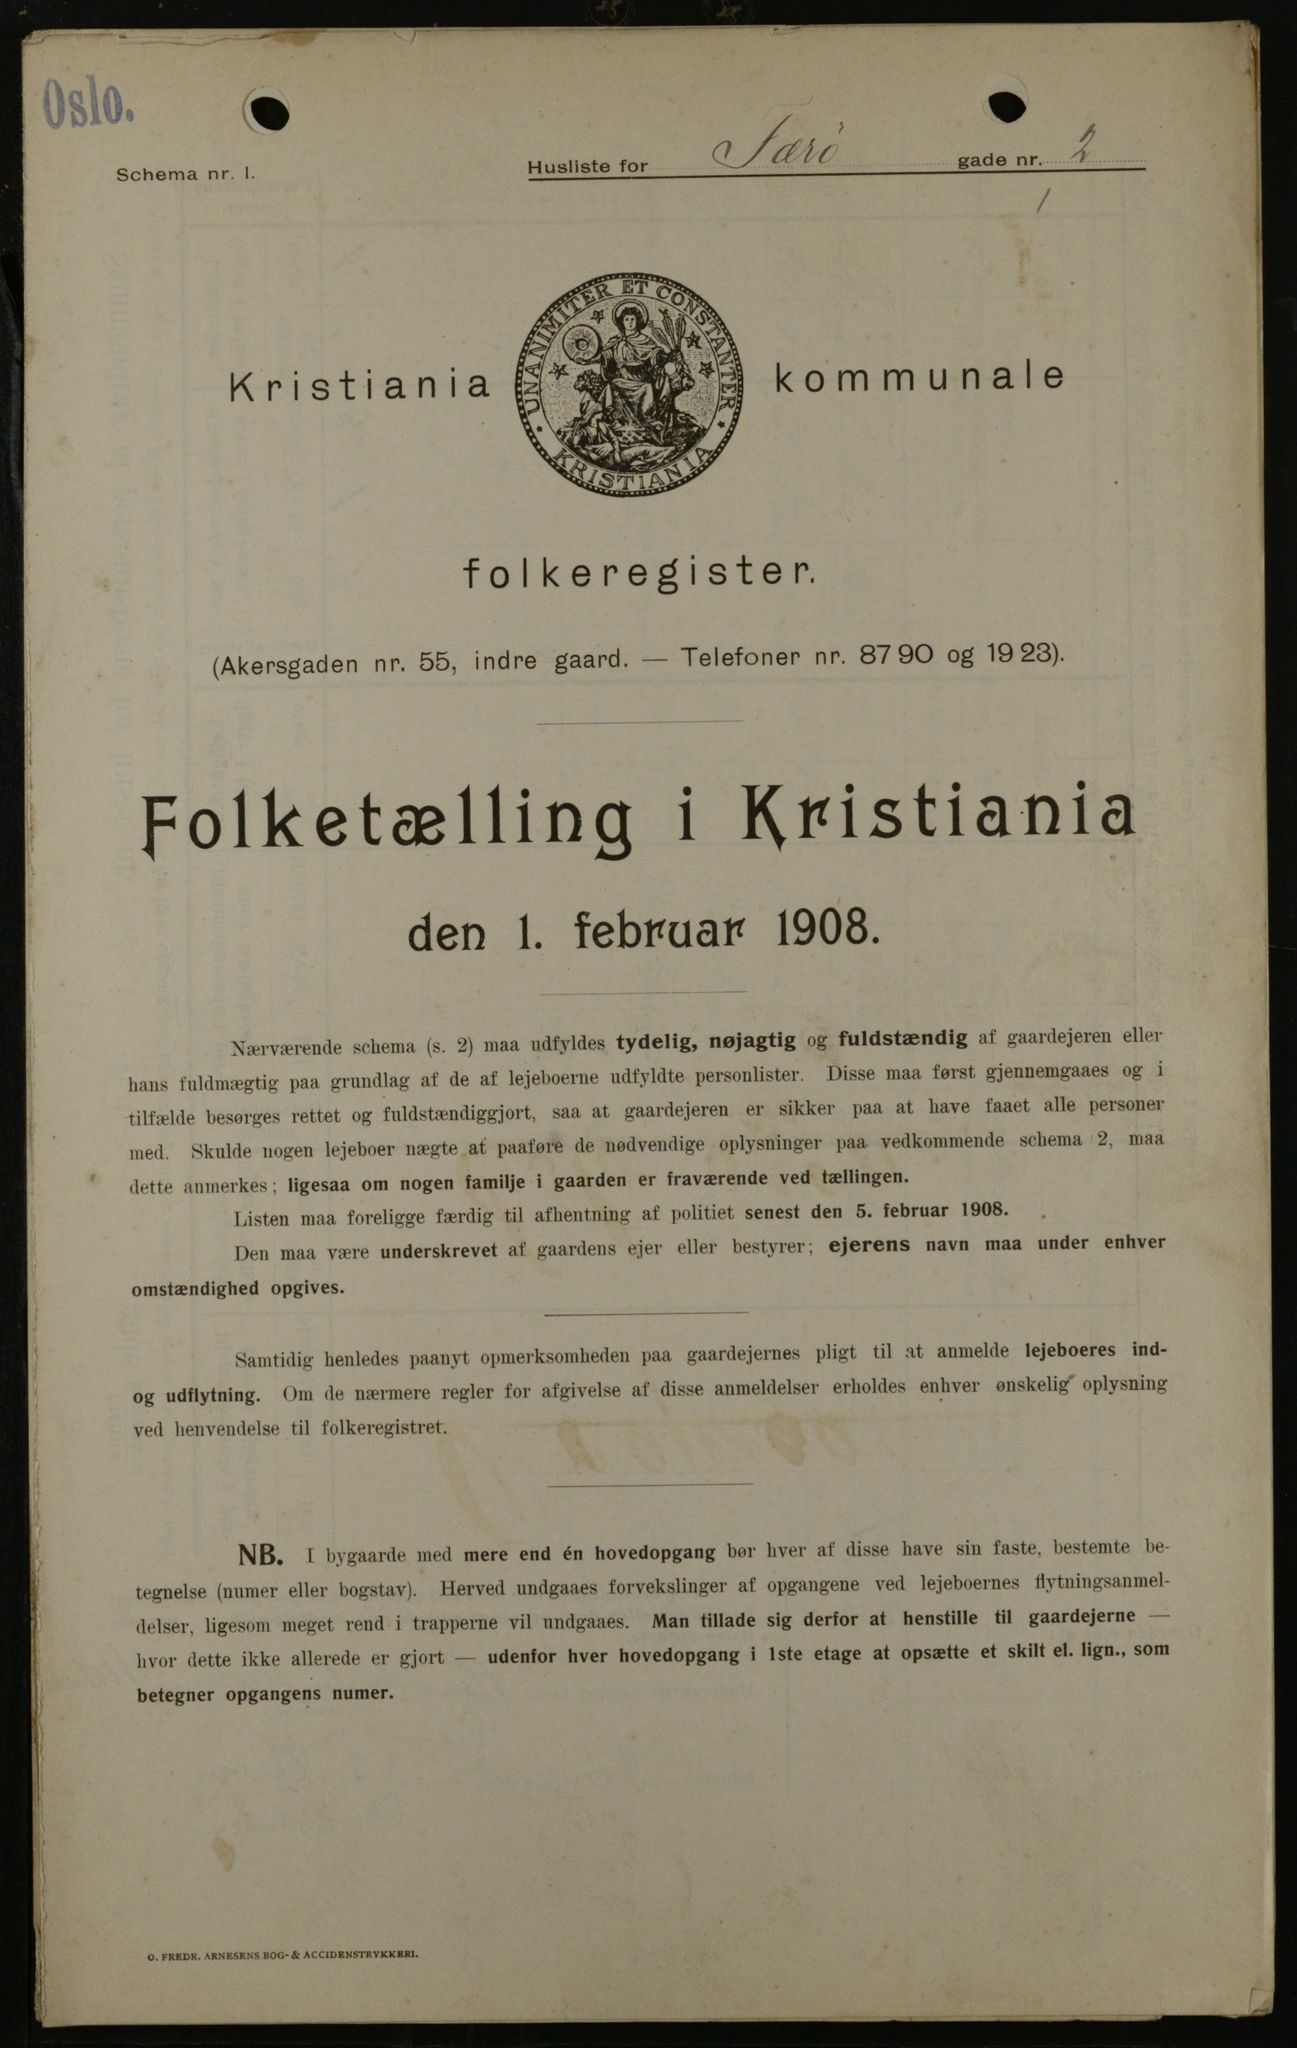 Oslo.
Schema nr. 1.
Husliste for Færö gade nr. 2
1
UNANIMITER ET CONSTANTER
· KRISTIANIA ·
Kristiania kommunale
folkeregister.
(Akersgaden nr. 55, indre gaard. — Telefoner nr. 8790 og 1923).
Folketælling i Kristiania
den 1. februar 1908.
Nærværende schema (s. 2) maa udfyldes tydelig, nøjagtig og fuldstændig af gaardejeren eller
hans fuldmægtig paa grundlag af de af lejeboerne udfyldte personlister. Disse maa først gjennemgaaes og i
tilfælde besørges rettet og fuldstændiggjort, saa at gaardejeren er sikker paa at have faaet alle personer
med. Skulde nogen lejeboer nægte at paaføre de nødvendige oplysninger paa vedkommende schema 2, maa
dette anmerkes; ligesaa om nogen familje i gaarden er fraværende ved tællingen.
Listen maa foreligge færdig til afhentning af politiet senest den 5. februar 1908.
Den maa være underskrevet af gaardens ejer eller bestyrer; ejerens navn maa under enhver
omstændighed opgives.
Samtidig henledes paanyt opmerksomheden paa gaardejernes pligt til at anmelde lejeboeres ind-
og udflytning. Om de nærmere regler for afgivelse af disse anmeldelser erholdes enhver ønskelig oplysning
ved henvendelse til folkeregistret.
NB. I bygaarde med mere end én hovedopgang bør hver af disse have sin faste, bestemte be-
tegnelse (numer eller bogstav). Herved undgaaes forvekslinger af opgangene ved lejeboernes flytningsanmel-
delser, ligesom meget rend i trapperne vil undgaaes. Man tillade sig derfor at henstille til gaardejerne —
hvor dette ikke allerede er gjort — udenfor hver hovedopgang i 1ste etage at opsætte et skilt el. lign., som
betegner opgangens numer.
O. FREDR. ARNESENS BOG- & ACCIDENSTRYKKERI.